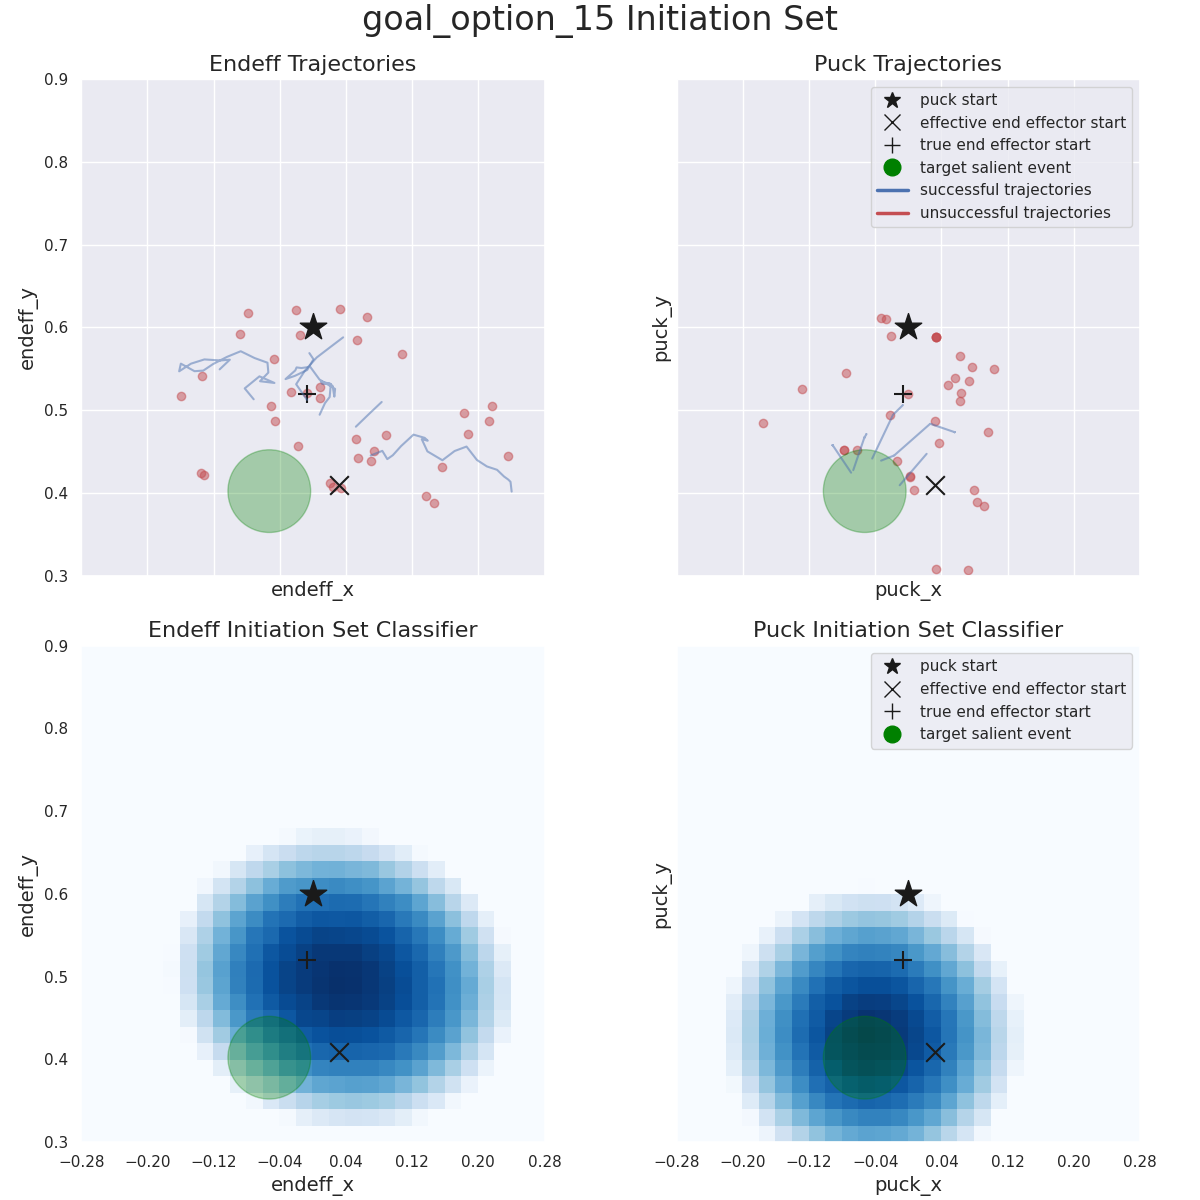 goal_option_15 Initiation Set
Endeff Trajectories
0.9
0.8
0.7
0.6
0.5
0.4
0.3
endeff_y
endeff_x
Puck Trajectories
puck start
effective end effector start
true end effector start
target salient event
successful trajectories
unsuccessful trajectories
puck_y
puck_x
Endeff Initiation Set Classifier
0.9
0.8
0.7
0.6
0.5
0.4
0.3
endeff_y
−0.28 −0.20 −0.12 −0.04 0.04 0.12 0.20 0.28
endeff_x
Puck Initiation Set Classifier
puck start
effective end effector start
true end effector start
target salient event
puck_y
−0.28 −0.20 −0.12 −0.04 0.04 0.12 0.20 0.28
puck_x